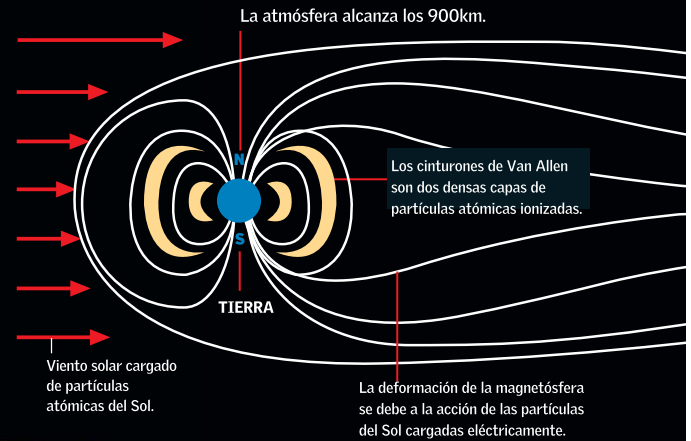 La atmósfera alcanza los 900km.
N
Los cinturones de Van Allen
son dos densas capas de
partículas atómicas ionizadas.
S
TIERRA
Viento solar cargado
de partículas
atómicas del Sol.
La deformación de la magnetósfera
se debe a la acción de las partículas
del Sol cargadas eléctricamente.